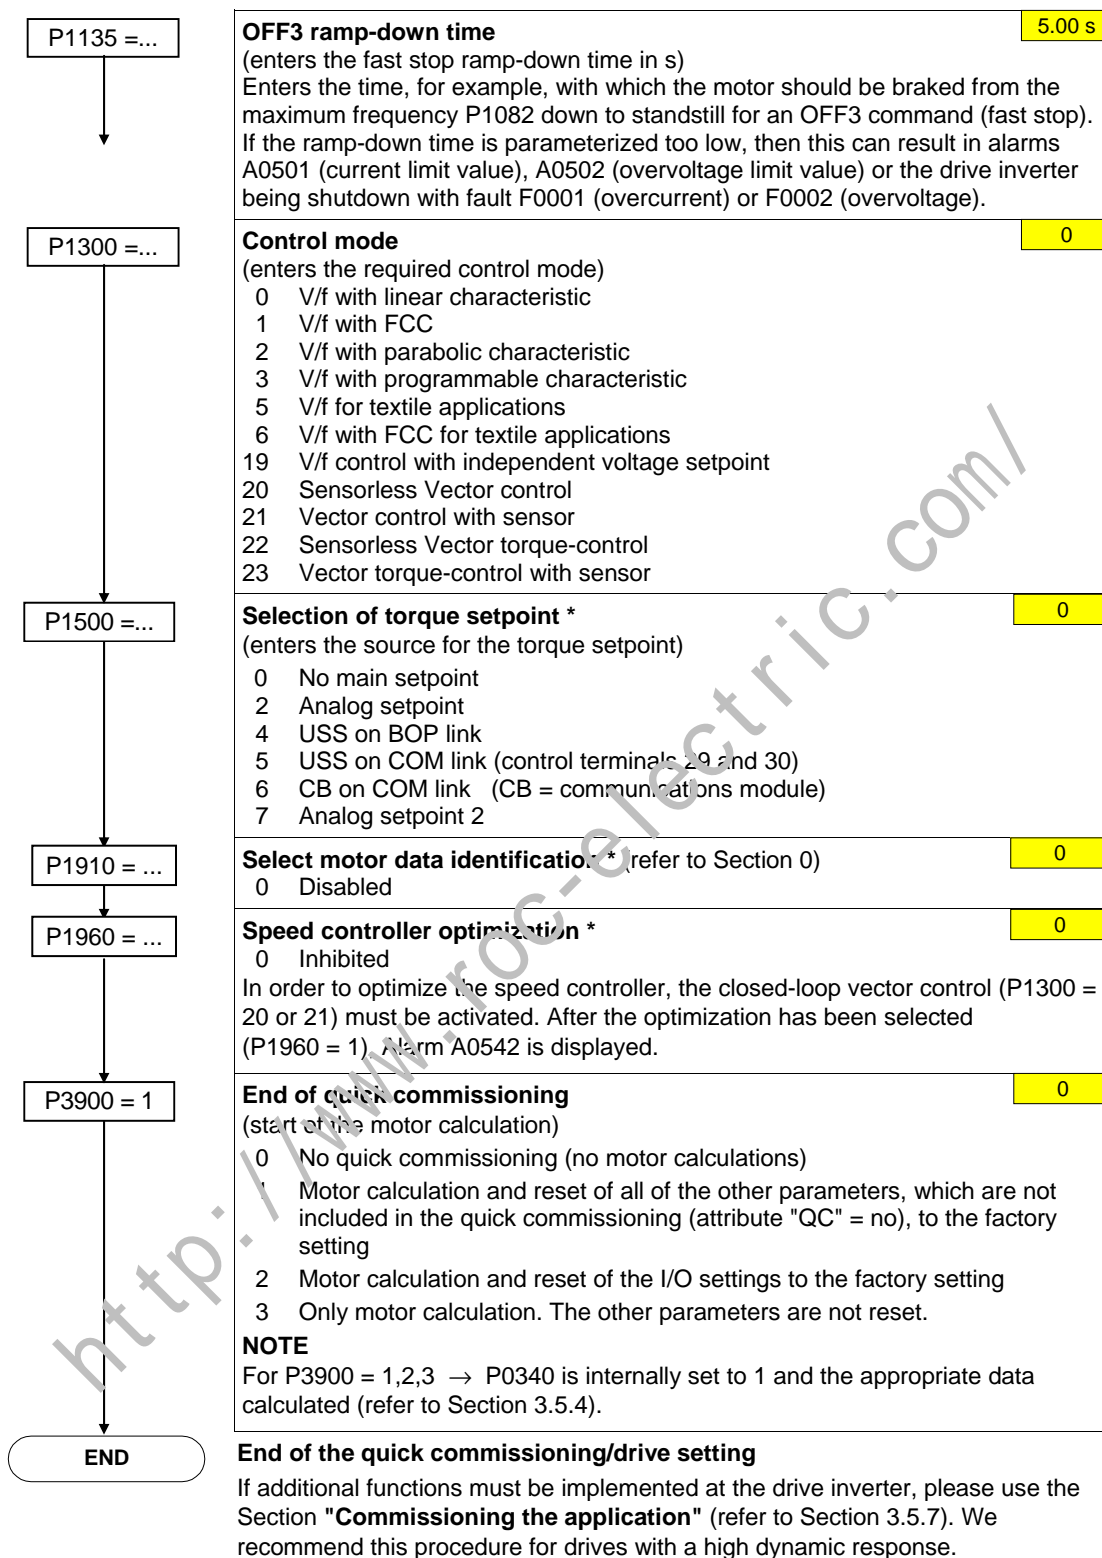 P1135 =...
OFF3 ramp-down time
5.00 s
(enters the fast stop ramp-down time in s)
Enters the time, for example, with which the motor should be braked from the
maximum frequency P1082 down to standstill for an OFF3 command (fast stop).
If the ramp-down time is parameterized too low, then this can result in alarms
A0501 (current limit value), A0502 (overvoltage limit value) or the drive inverter
being shutdown with fault F0001 (overcurrent) or F0002 (overvoltage).
P1300 =...
Control mode
0
(enters the required control mode)
0 V/f with linear characteristic
1 V/f with FCC
2 V/f with parabolic characteristic
3 V/f with programmable characteristic
5 V/f for textile applications
6 V/f with FCC for textile applications
19 V/f control with independent voltage setpoint
20 Sensorless Vector control
21 Vector control with sensor
22 Sensorless Vector torque-control
23 Vector torque-control with sensor
P1500 =...
Selection of torque setpoint *
0
(enters the source for the torque setpoint)
0 No main setpoint
2 Analog setpoint
4 USS on BOP link
5 USS on COM link (control terminals 29 and 30)
6 CB on COM link (CB = communications module)
7 Analog setpoint 2
P1910 = ...
Select motor data identification * (refer to Section 0)
0
0 Disabled
P1960 = ...
Speed controller optimization *
0
0 Inhibited
In order to optimize the speed controller, the closed-loop vector control (P1300 =
20 or 21) must be activated. After the optimization has been selected
(P1960 = 1), Alarm A0542 is displayed.
P3900 = 1
End of quick commissioning
0
(start of the motor calculation)
0 No quick commissioning (no motor calculations)
1 Motor calculation and reset of all of the other parameters, which are not
included in the quick commissioning (attribute "QC" = no), to the factory
setting
2 Motor calculation and reset of the I/O settings to the factory setting
3 Only motor calculation. The other parameters are not reset.
NOTE
For P3900 = 1,2,3 → P0340 is internally set to 1 and the appropriate data
calculated (refer to Section 3.5.4).
END
End of the quick commissioning/drive setting
If additional functions must be implemented at the drive inverter, please use the
Section "Commissioning the application" (refer to Section 3.5.7). We
recommend this procedure for drives with a high dynamic response.
http://www.roc-electric.com/